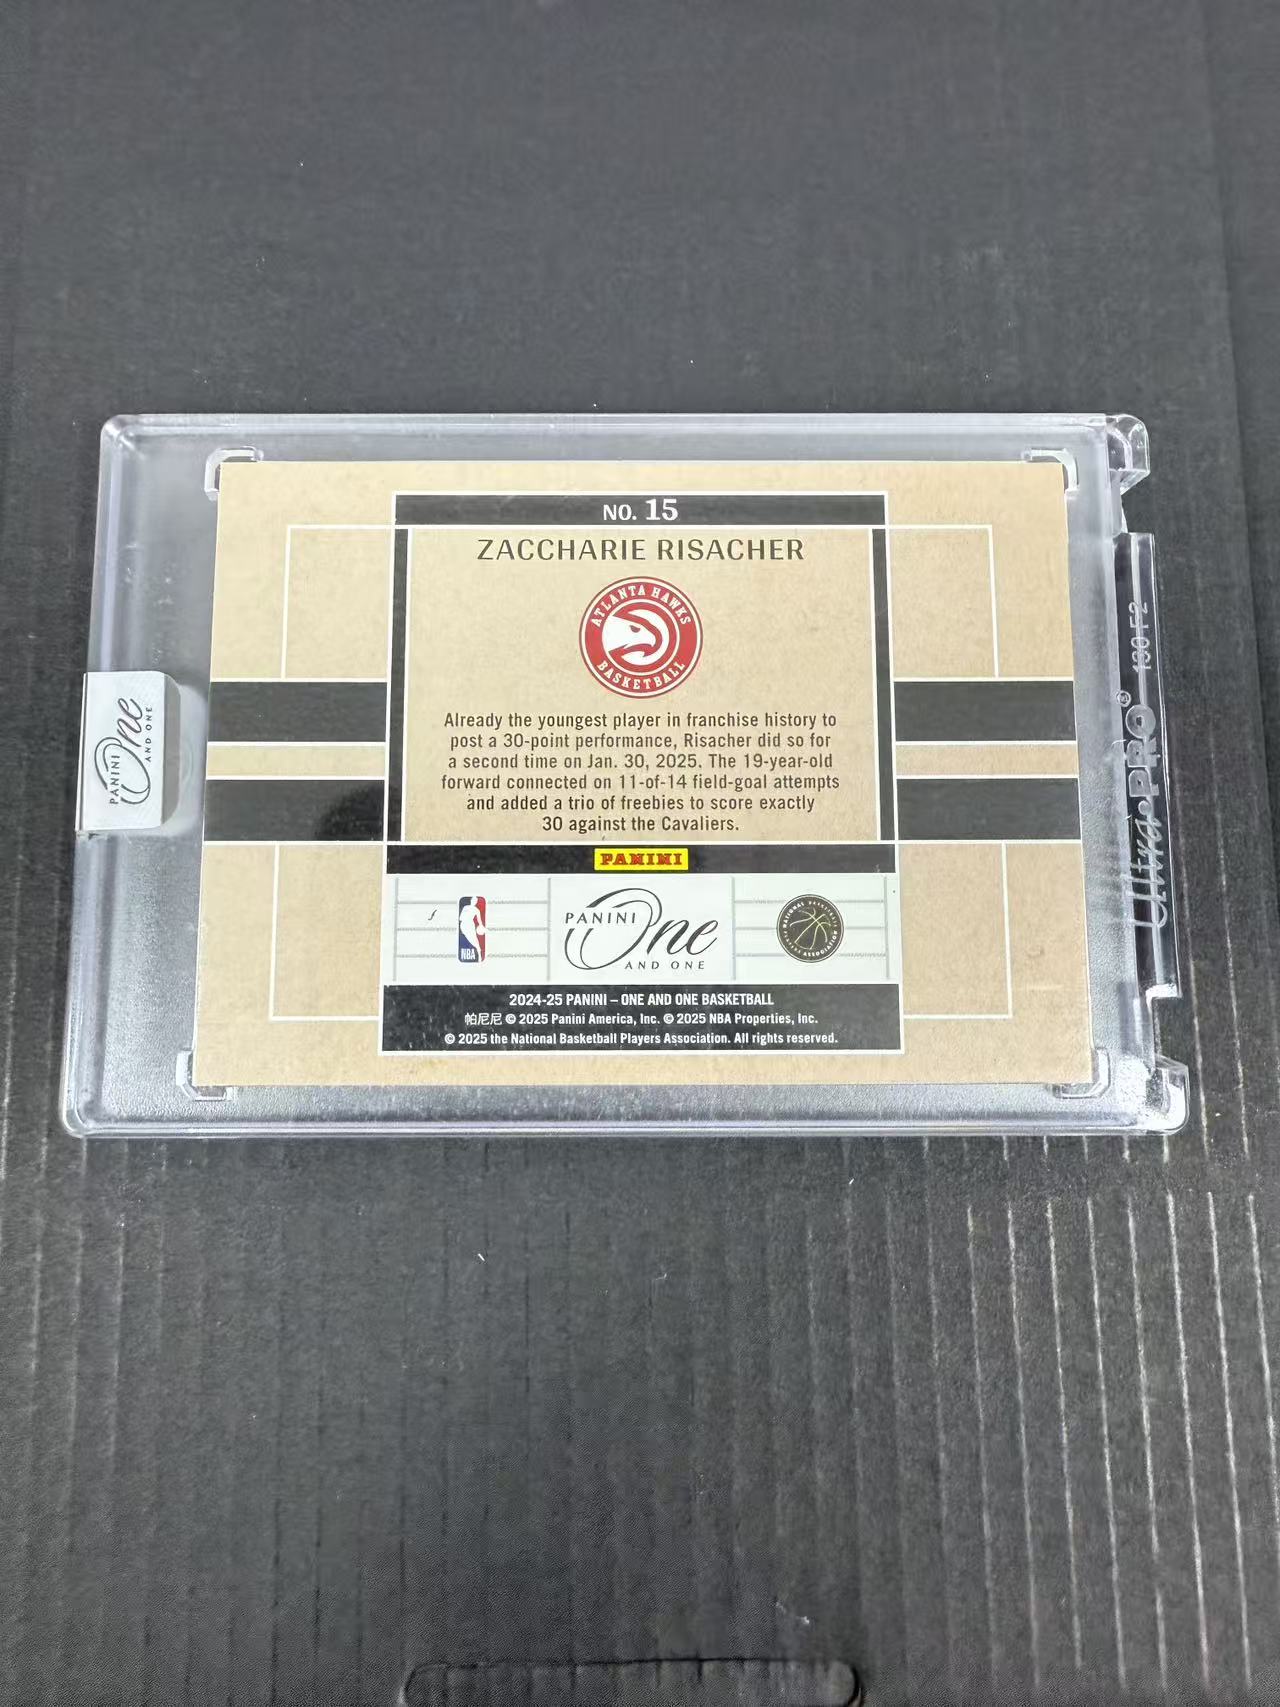 NO. 15
ZACCHARIE RISACHER
ATLANTA HAWKS
BASKETBALL
Already the youngest player in franchise history to
post a 30-point performance, Risacher did so for
a second time on Jan. 30, 2025. The 19-year-old
forward connected on 11-of-14 field-goal attempts
and added a trio of freebies to score exactly
30 against the Cavaliers.
PANINI
f
NBA
PANINI
One
AND ONE
NATIONAL BASKETBALL
ASSOCIATION
2024-25 PANINI – ONE AND ONE BASKETBALL
帕尼尼 © 2025 Panini America, Inc. © 2025 NBA Properties, Inc.
© 2025 the National Basketball Players Association. All rights reserved.
PANINI
One
AND ONE
Ultra•PRO® 130 F2